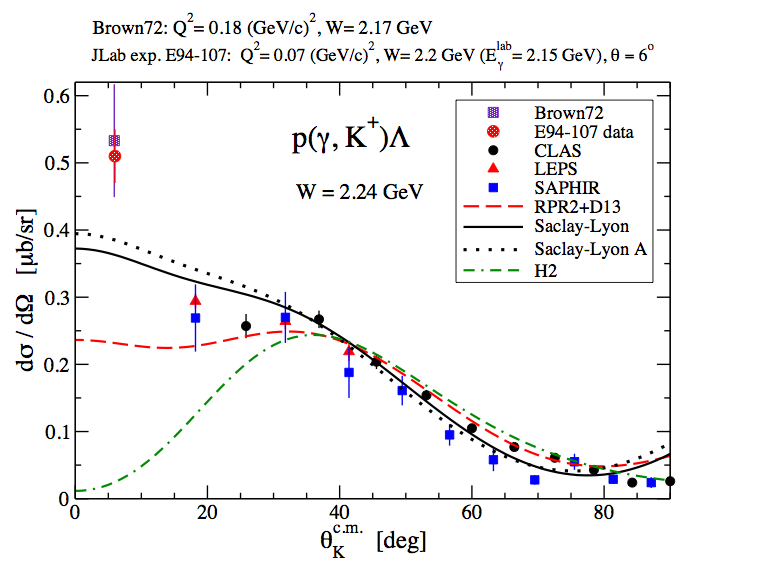 Brown72: Q²= 0.18 (GeV/c)², W= 2.17 GeV
JLab exp. E94-107: Q²= 0.07 (GeV/c)², W= 2.2 GeV (E_γ^lab= 2.15 GeV), θ = 6°
p(γ, K⁺)Λ
W = 2.24 GeV
Brown72
E94-107 data
CLAS
LEPS
SAPHIR
RPR2+D13
Saclay-Lyon
Saclay-Lyon A
H2
dσ / dΩ [μb/sr]
0.6
0.5
0.4
0.3
0.2
0.1
0
0 20 40 60 80
θ_K^c.m. [deg]